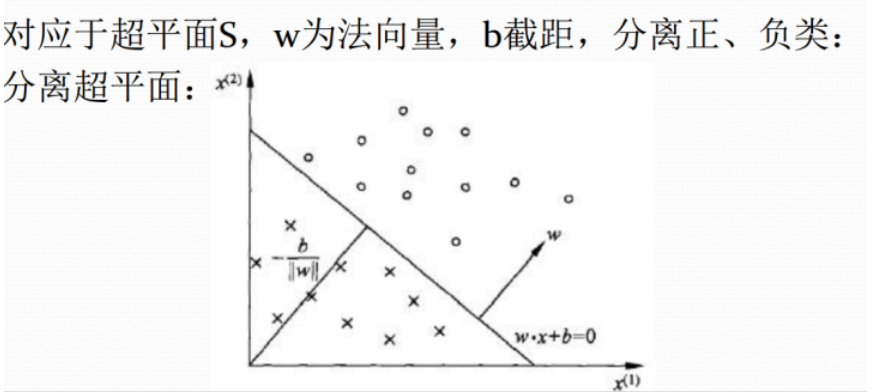 对应于超平面S，w为法向量，b截距，分离正、负类：
分离超平面：
x(2)
-b/||w||
w
w·x+b=0
x(1)